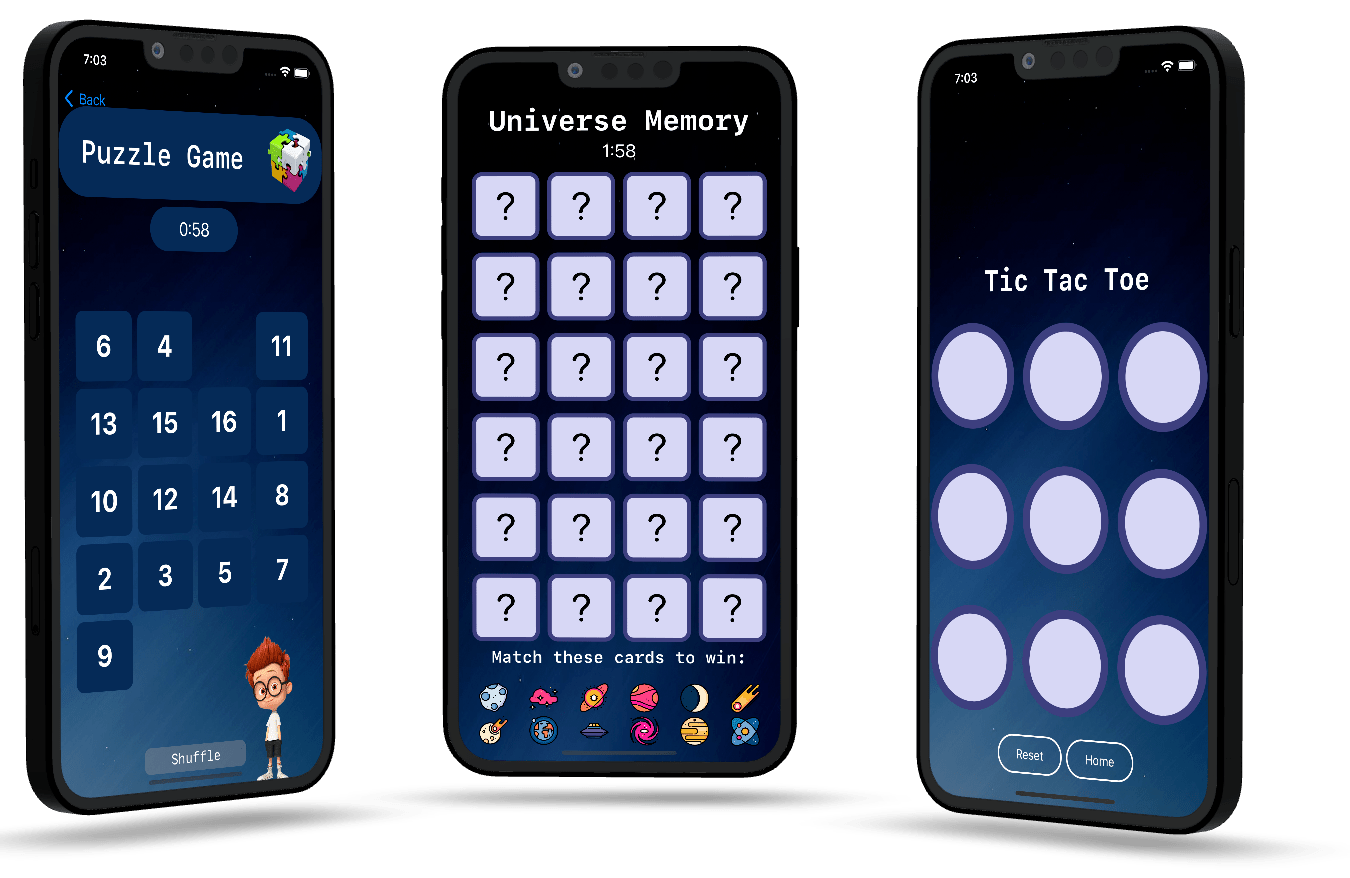 7:03
Back
Puzzle Game
0:58
6 4 11
13 15 16 1
10 12 14 8
2 3 5 7
9
Shuffle
Universe Memory
1:58
? ? ? ?
? ? ? ?
? ? ? ?
? ? ? ?
? ? ? ?
? ? ? ?
Match these cards to win:
7:03
Tic Tac Toe
Reset Home